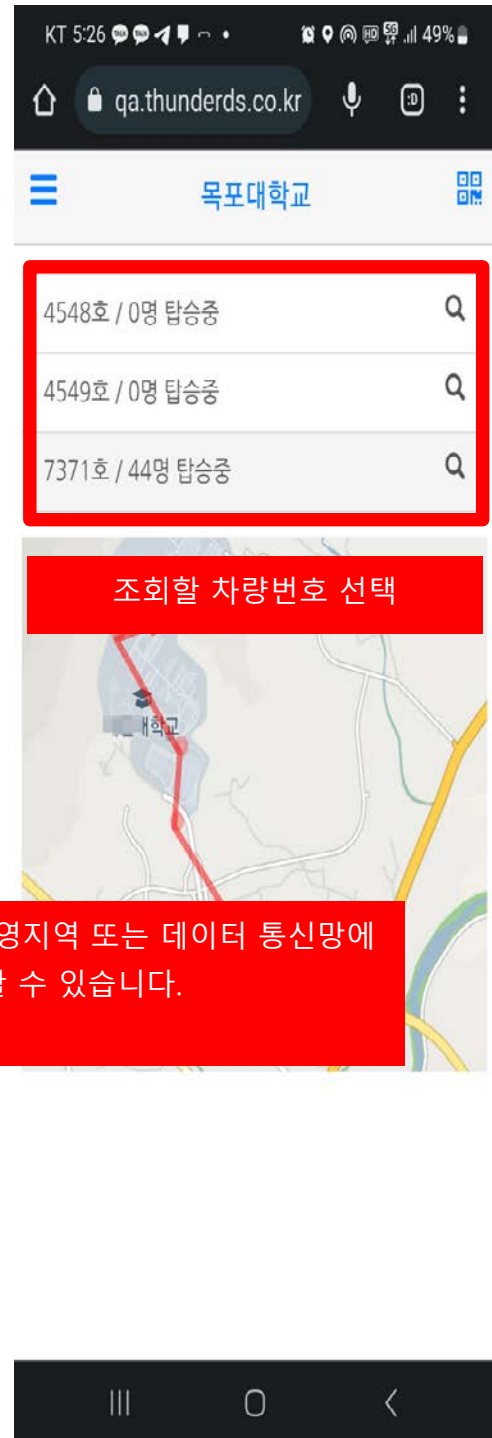 KT 5:26
49%
qa.thunderds.co.kr
:D
목포대학교
4548호 / 0명 탑승중
4549호 / 0명 탑승중
7371호 / 44명 탑승중
조회할 차량번호 선택
대학교
영지역 또는 데이터 통신망에
수 있습니다.